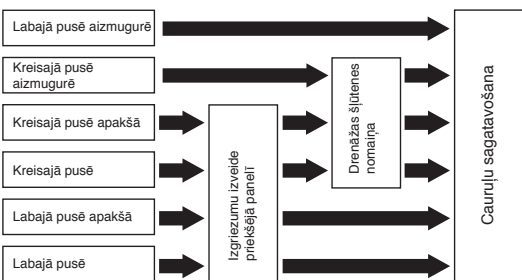 Labajā pusē aizmugurē
Kreisajā pusē
aizmugurē
Kreisajā pusē apakšā
Kreisajā pusē
Labajā pusē apakšā
Labajā pusē
Izgriezumu izveide
priekšējā panelī
Drenāžas šļūtenes
nomaiņa
Cauruļu sagatavošana